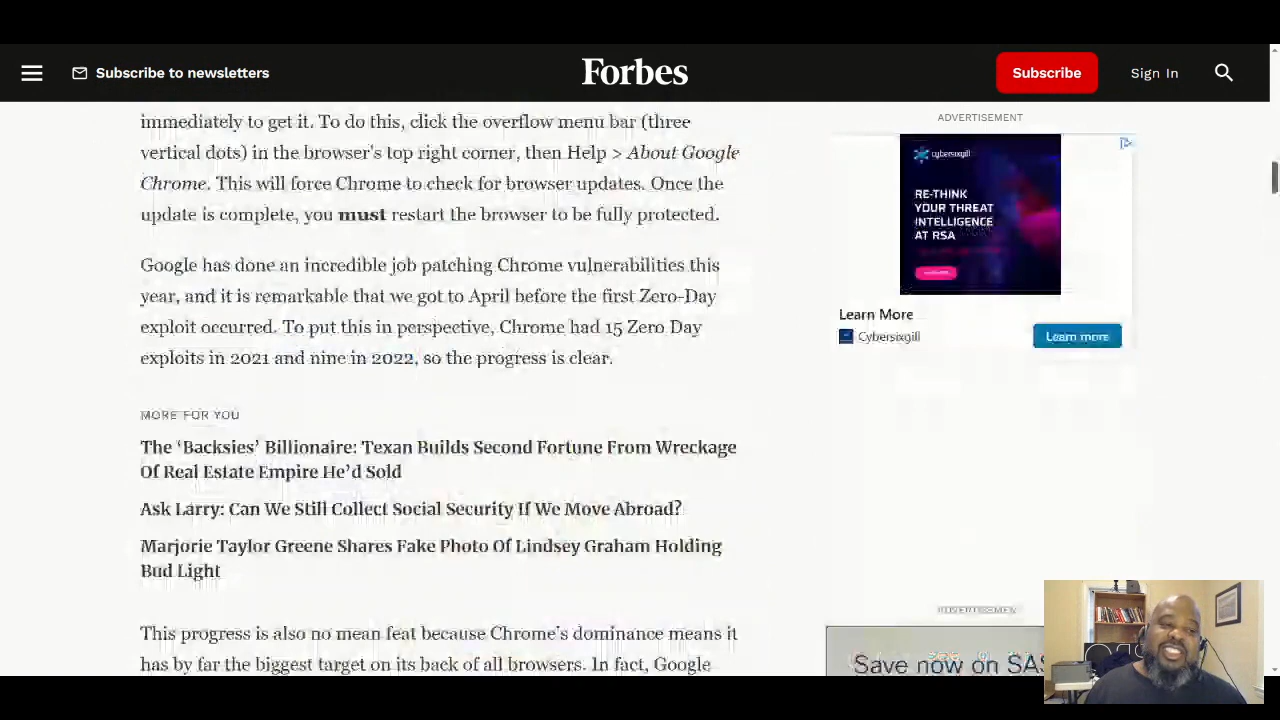 Subscribe to newsletters
Forbes
Subscribe
Sign In
immediately to get it. To do this, click the overflow menu bar (three
vertical dots) in the browser's top right corner, then Help > About Google
Chrome. This will force Chrome to check for browser updates. Once the
update is complete, you must restart the browser to be fully protected.
Google has done an incredible job patching Chrome vulnerabilities this
year, and it is remarkable that we got to April before the first Zero-Day
exploit occurred. To put this in perspective, Chrome had 15 Zero Day
exploits in 2021 and nine in 2022, so the progress is clear.
MORE FOR YOU
The ‘Backsies’ Billionaire: Texan Builds Second Fortune From Wreckage
Of Real Estate Empire He’d Sold
Ask Larry: Can We Still Collect Social Security If We Move Abroad?
Marjorie Taylor Greene Shares Fake Photo Of Lindsey Graham Holding
Bud Light
This progress is also no mean feat because Chrome’s dominance means it
has by far the biggest target on its back of all browsers. In fact, Google
ADVERTISEMENT
cybersixgill
RE-THINK
YOUR THREAT
INTELLIGENCE
AT RSA
Learn More
Cybersixgill
Learn more
ADVERTISEMENT
Save now on